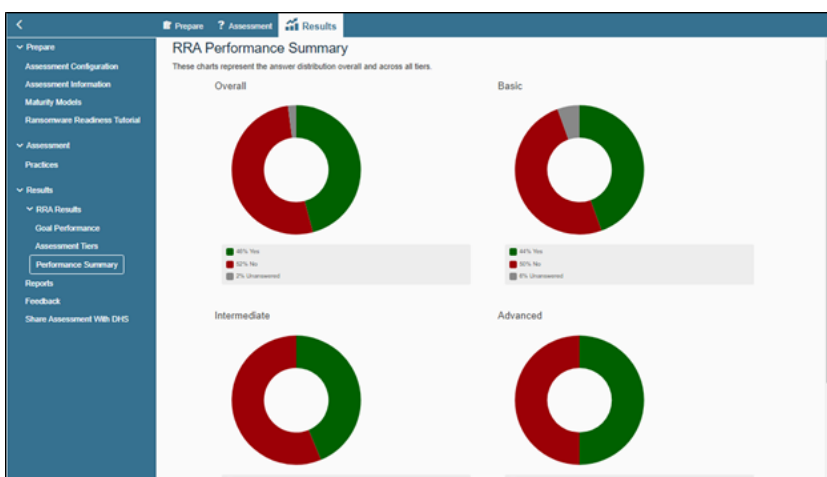 Prepare
? Assessment
Results
Prepare
Assessment Configuration
Assessment Information
Maturity Models
Ransomware Readiness Tutorial
Assessment
Practices
Results
RRA Results
Goal Performance
Assessment Tiers
Performance Summary
Reports
Feedback
Share Assessment With DHS
RRA Performance Summary
These charts represent the answer distribution overall and across all tiers.
Overall
46% Yes
52% No
2% Unanswered
Basic
44% Yes
50% No
6% Unanswered
Intermediate
Advanced